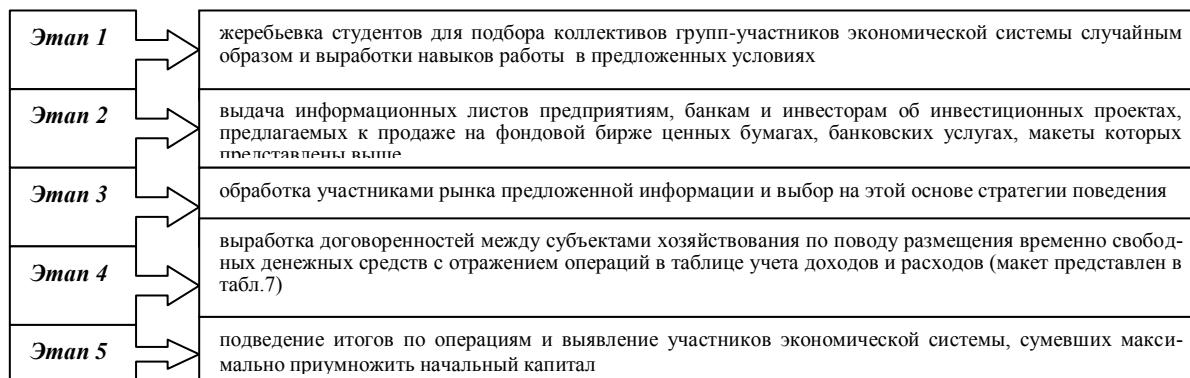 Этап 1
жеребьевка студентов для подбора коллективов групп-участников экономической системы случайным
образом и выработки навыков работы в предложенных условиях
Этап 2
выдача информационных листов предприятиям, банкам и инвесторам об инвестиционных проектах,
предлагаемых к продаже на фондовой бирже ценных бумагах, банковских услугах, макеты которых
представлены выше
Этап 3
обработка участниками рынка предложенной информации и выбор на этой основе стратегии поведения
Этап 4
выработка договоренностей между субъектами хозяйствования по поводу размещения временно свобод-
ных денежных средств с отражением операций в таблице учета доходов и расходов (макет представлен в
табл.7)
Этап 5
подведение итогов по операциям и выявление участников экономической системы, сумевших макси-
мально приумножить начальный капитал